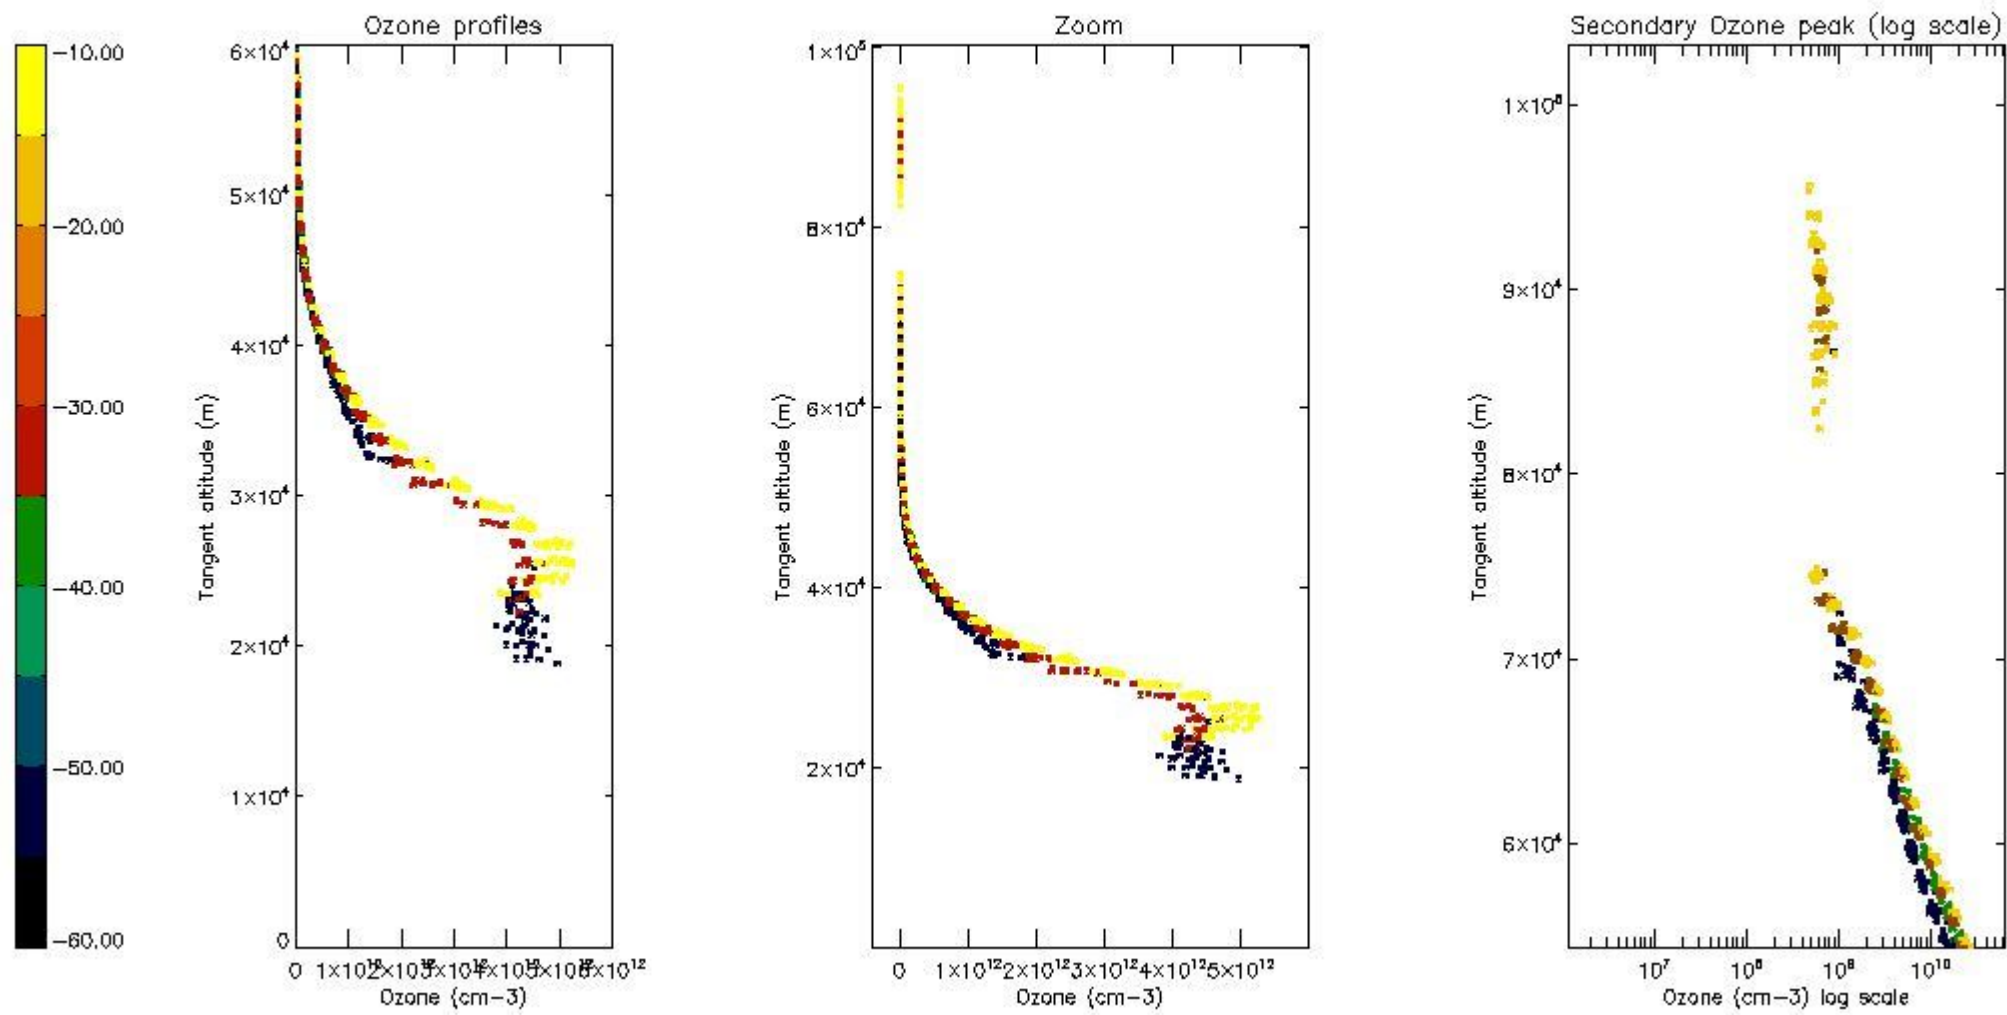 Ozone profiles
Zoom
Secondary Ozone peak (log scale)
-10.00
-20.00
-30.00
-40.00
-50.00
-60.00
Tangent altitude (m)
6×10⁴
5×10⁴
4×10⁴
3×10⁴
2×10⁴
1×10⁴
0
0 1×10¹²
Ozone (cm-3)
Tangent altitude (m)
1×10⁵
8×10⁴
6×10⁴
4×10⁴
2×10⁴
0 1×10¹² 2×10¹² 3×10¹² 4×10¹² 5×10¹²
Ozone (cm-3)
Tangent altitude (m)
9×10⁴
8×10⁴
7×10⁴
6×10⁴
10⁷ 10¹⁰
Ozone (cm-3) log scale